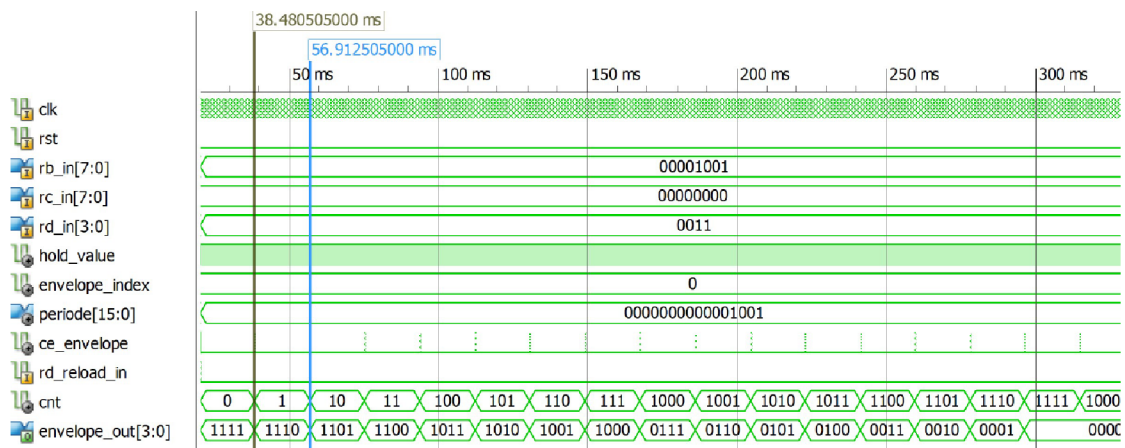 38.480505000 ms
56.912505000 ms
50 ms 100 ms 150 ms 200 ms 250 ms 300 ms
clk
rst
rb_in[7:0] 00001001
rc_in[7:0] 00000000
rd_in[3:0] 0011
hold_value
envelope_index 0
periode[15:0] 0000000000001001
ce_envelope
rd_reload_in
cnt 0 1 10 11 100 101 110 111 1000 1001 1010 1011 1100 1101 1110 1111 1000
envelope_out[3:0] 1111 1110 1101 1100 1011 1010 1001 1000 0111 0110 0101 0100 0011 0010 0001 0000